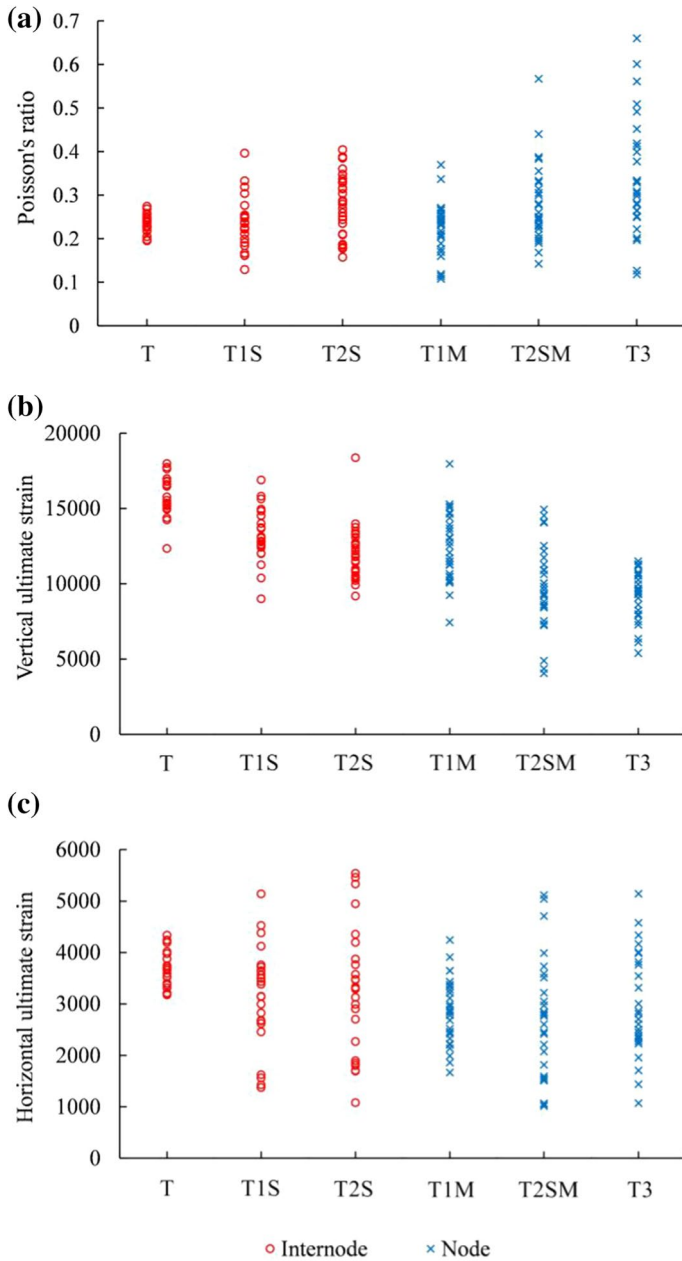 (a)
Poisson's ratio
0.7
0.6
0.5
0.4
0.3
0.2
0.1
0
T T1S T2S T1M T2SM T3
(b)
Vertical ultimate strain
20000
15000
10000
5000
0
T T1S T2S T1M T2SM T3
(c)
Horizontal ultimate strain
6000
5000
4000
3000
2000
1000
0
T T1S T2S T1M T2SM T3
Internode Node